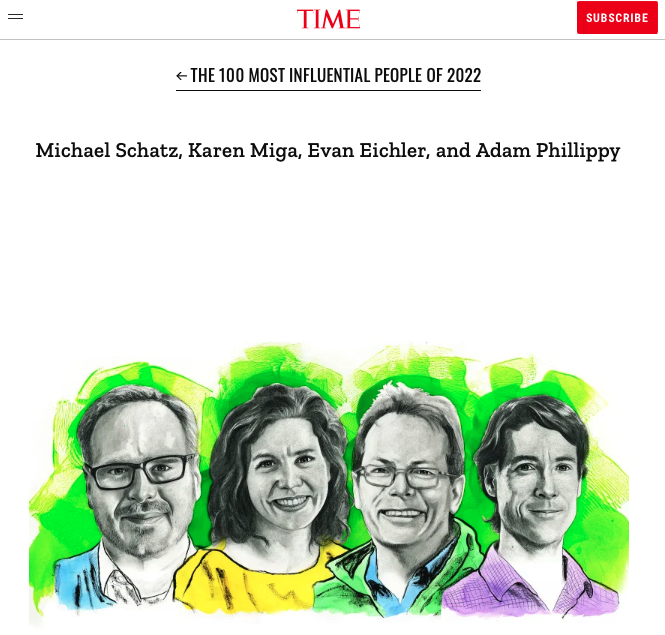 TIME
SUBSCRIBE
← THE 100 MOST INFLUENTIAL PEOPLE OF 2022
Michael Schatz, Karen Miga, Evan Eichler, and Adam Phillippy